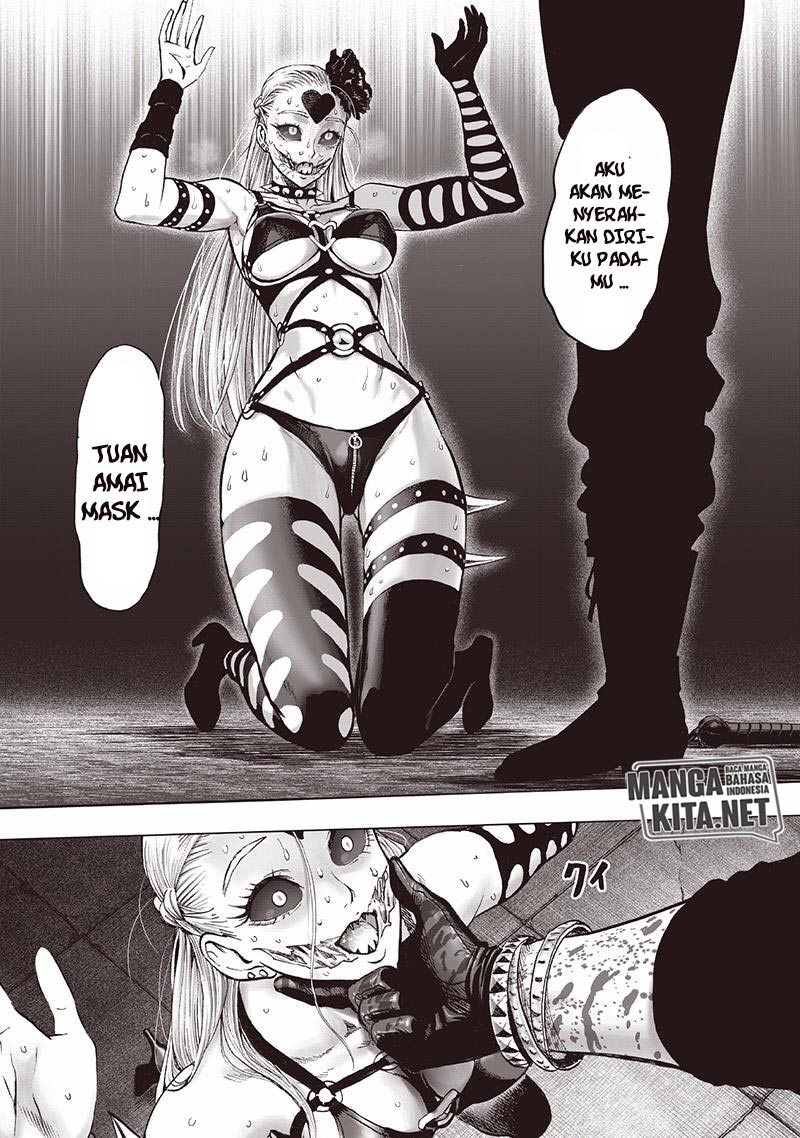 AKU
AKAN ME-
NYERAH-
KAN DIRI-
KU PADA-
MU ...
TUAN
AMAI
MASK ...
MANGA BACA MANGA
BAHASA
INDONESIA
KITA.NET
クイ